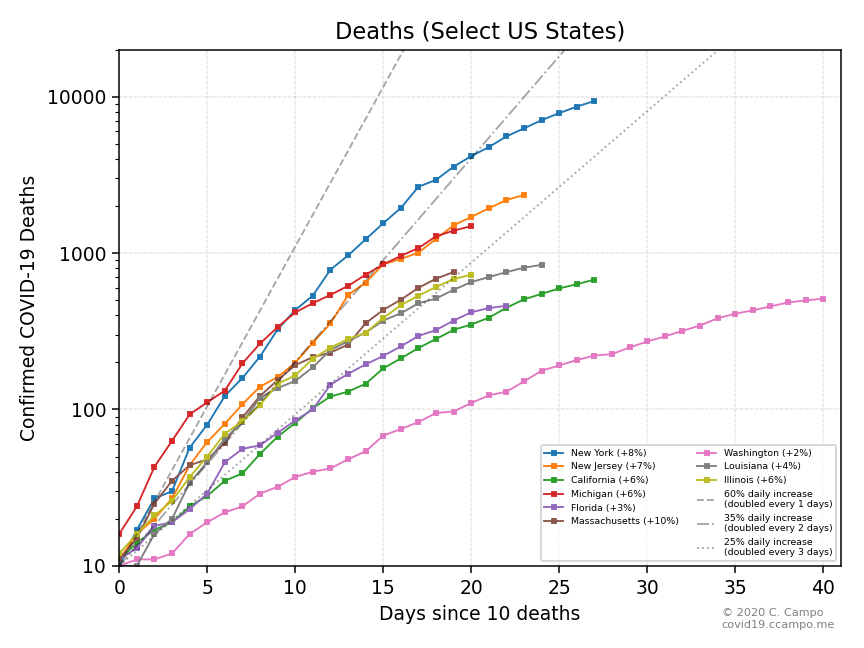 Deaths (Select US States)
Confirmed COVID-19 Deaths
10000
1000
100
10
0
5
10
15
20
25
30
35
40
Days since 10 deaths
New York (+8%)
New Jersey (+7%)
California (+6%)
Michigan (+6%)
Florida (+3%)
Massachusetts (+10%)
Washington (+2%)
Louisiana (+4%)
Illinois (+6%)
60% daily increase
(doubled every 1 days)
35% daily increase
(doubled every 2 days)
25% daily increase
(doubled every 3 days)
© 2020 C. Campo
covid19.ccampo.me